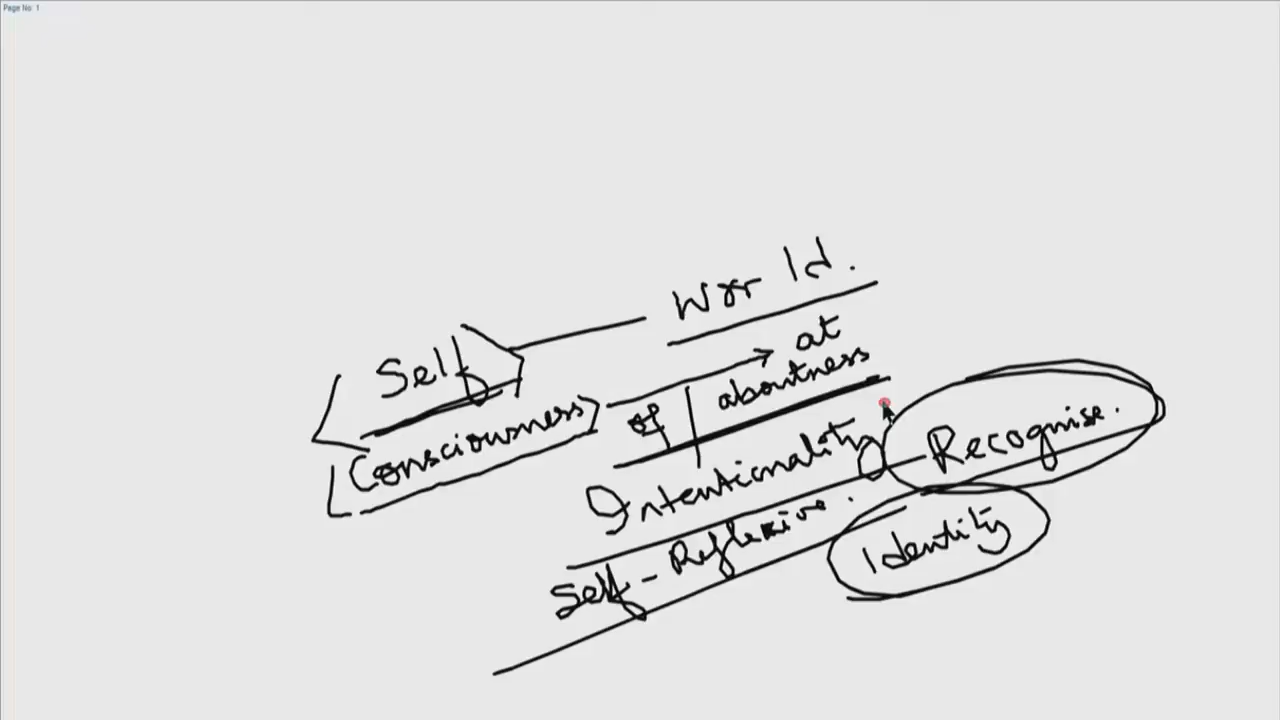 Page No: 1
World.
Self
at
of | aboutness
Consciousness
Intentionality
Recognise.
Self - Reflexive.
Identity